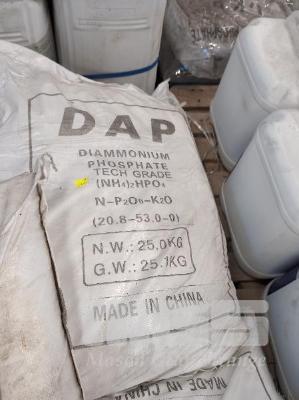 DAP
DIAMMONIUM
PHOSPHATE
TECH GRADE
(NH₄)₂HPO₄
N-P₂O₅-K₂O
(20.8-53.0-0)
N.W.: 25.0KG
G.W.: 25.1KG
MADE IN CHINA
MADE IN
CHINA